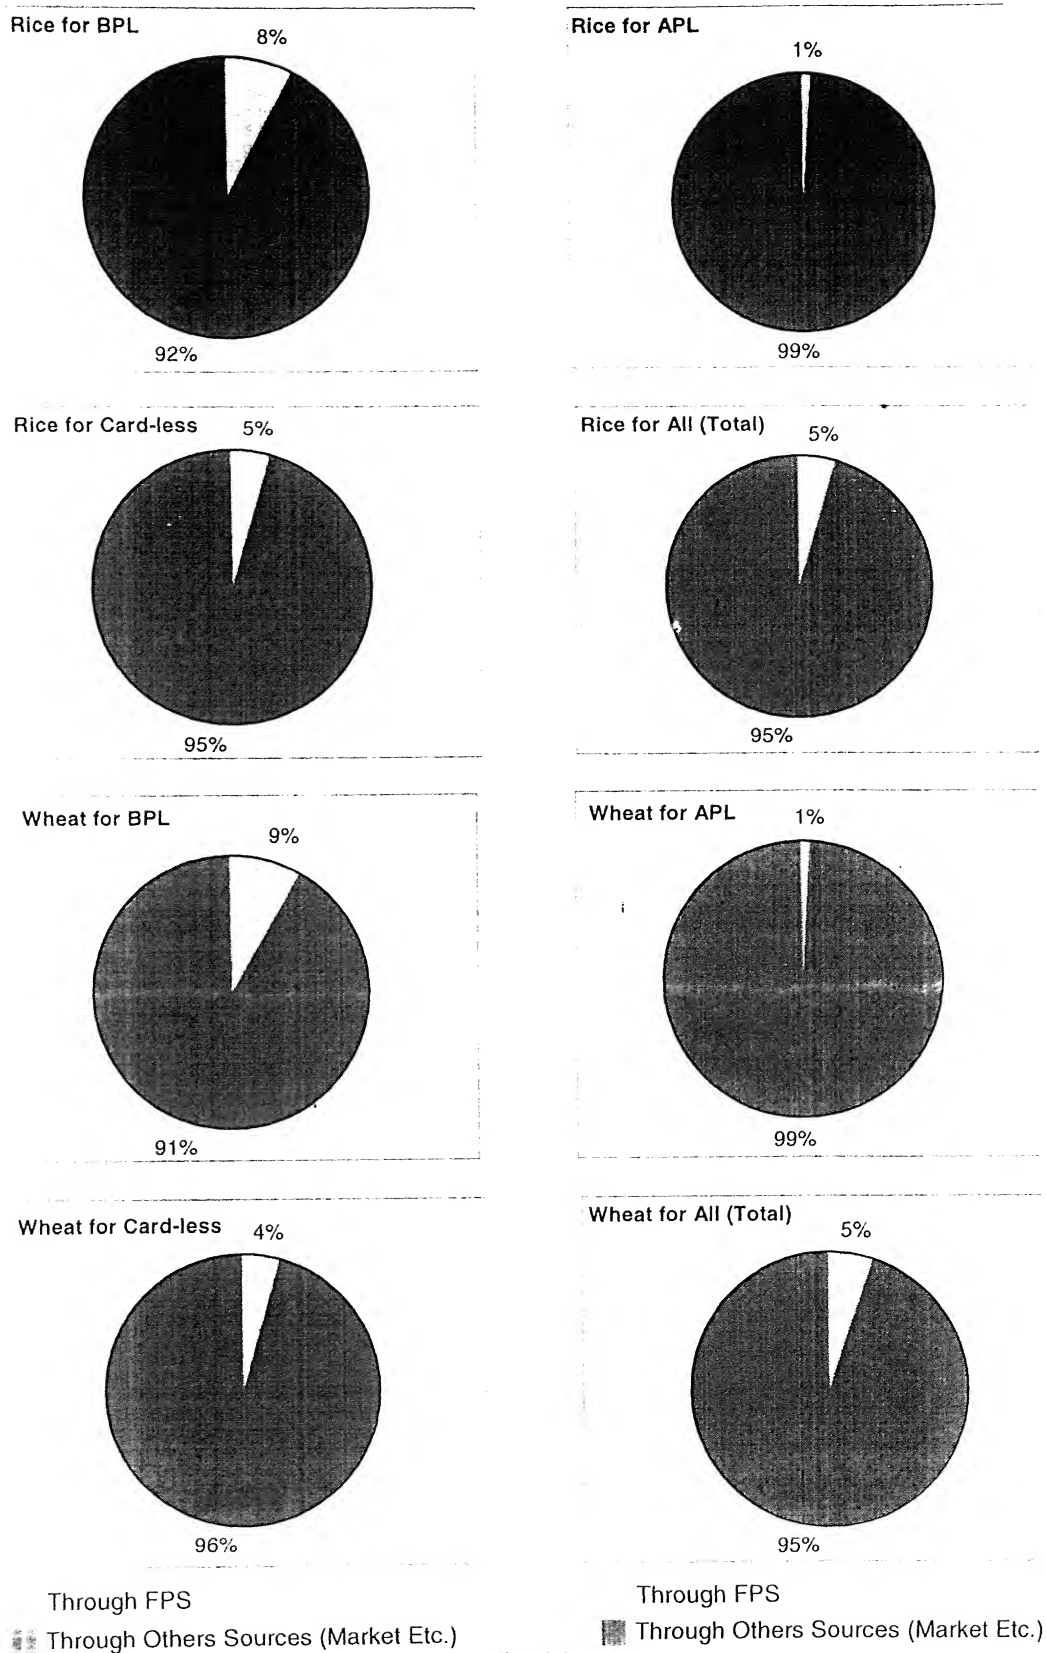 Rice for BPL
8%
92%
Rice for APL
1%
99%
Rice for Card-less
5%
95%
Rice for All (Total)
5%
95%
Wheat for BPL
9%
91%
Wheat for APL
1%
99%
Wheat for Card-less
4%
96%
Wheat for All (Total)
5%
95%
Through FPS
Through Others Sources (Market Etc.)
Through FPS
Through Others Sources (Market Etc.)